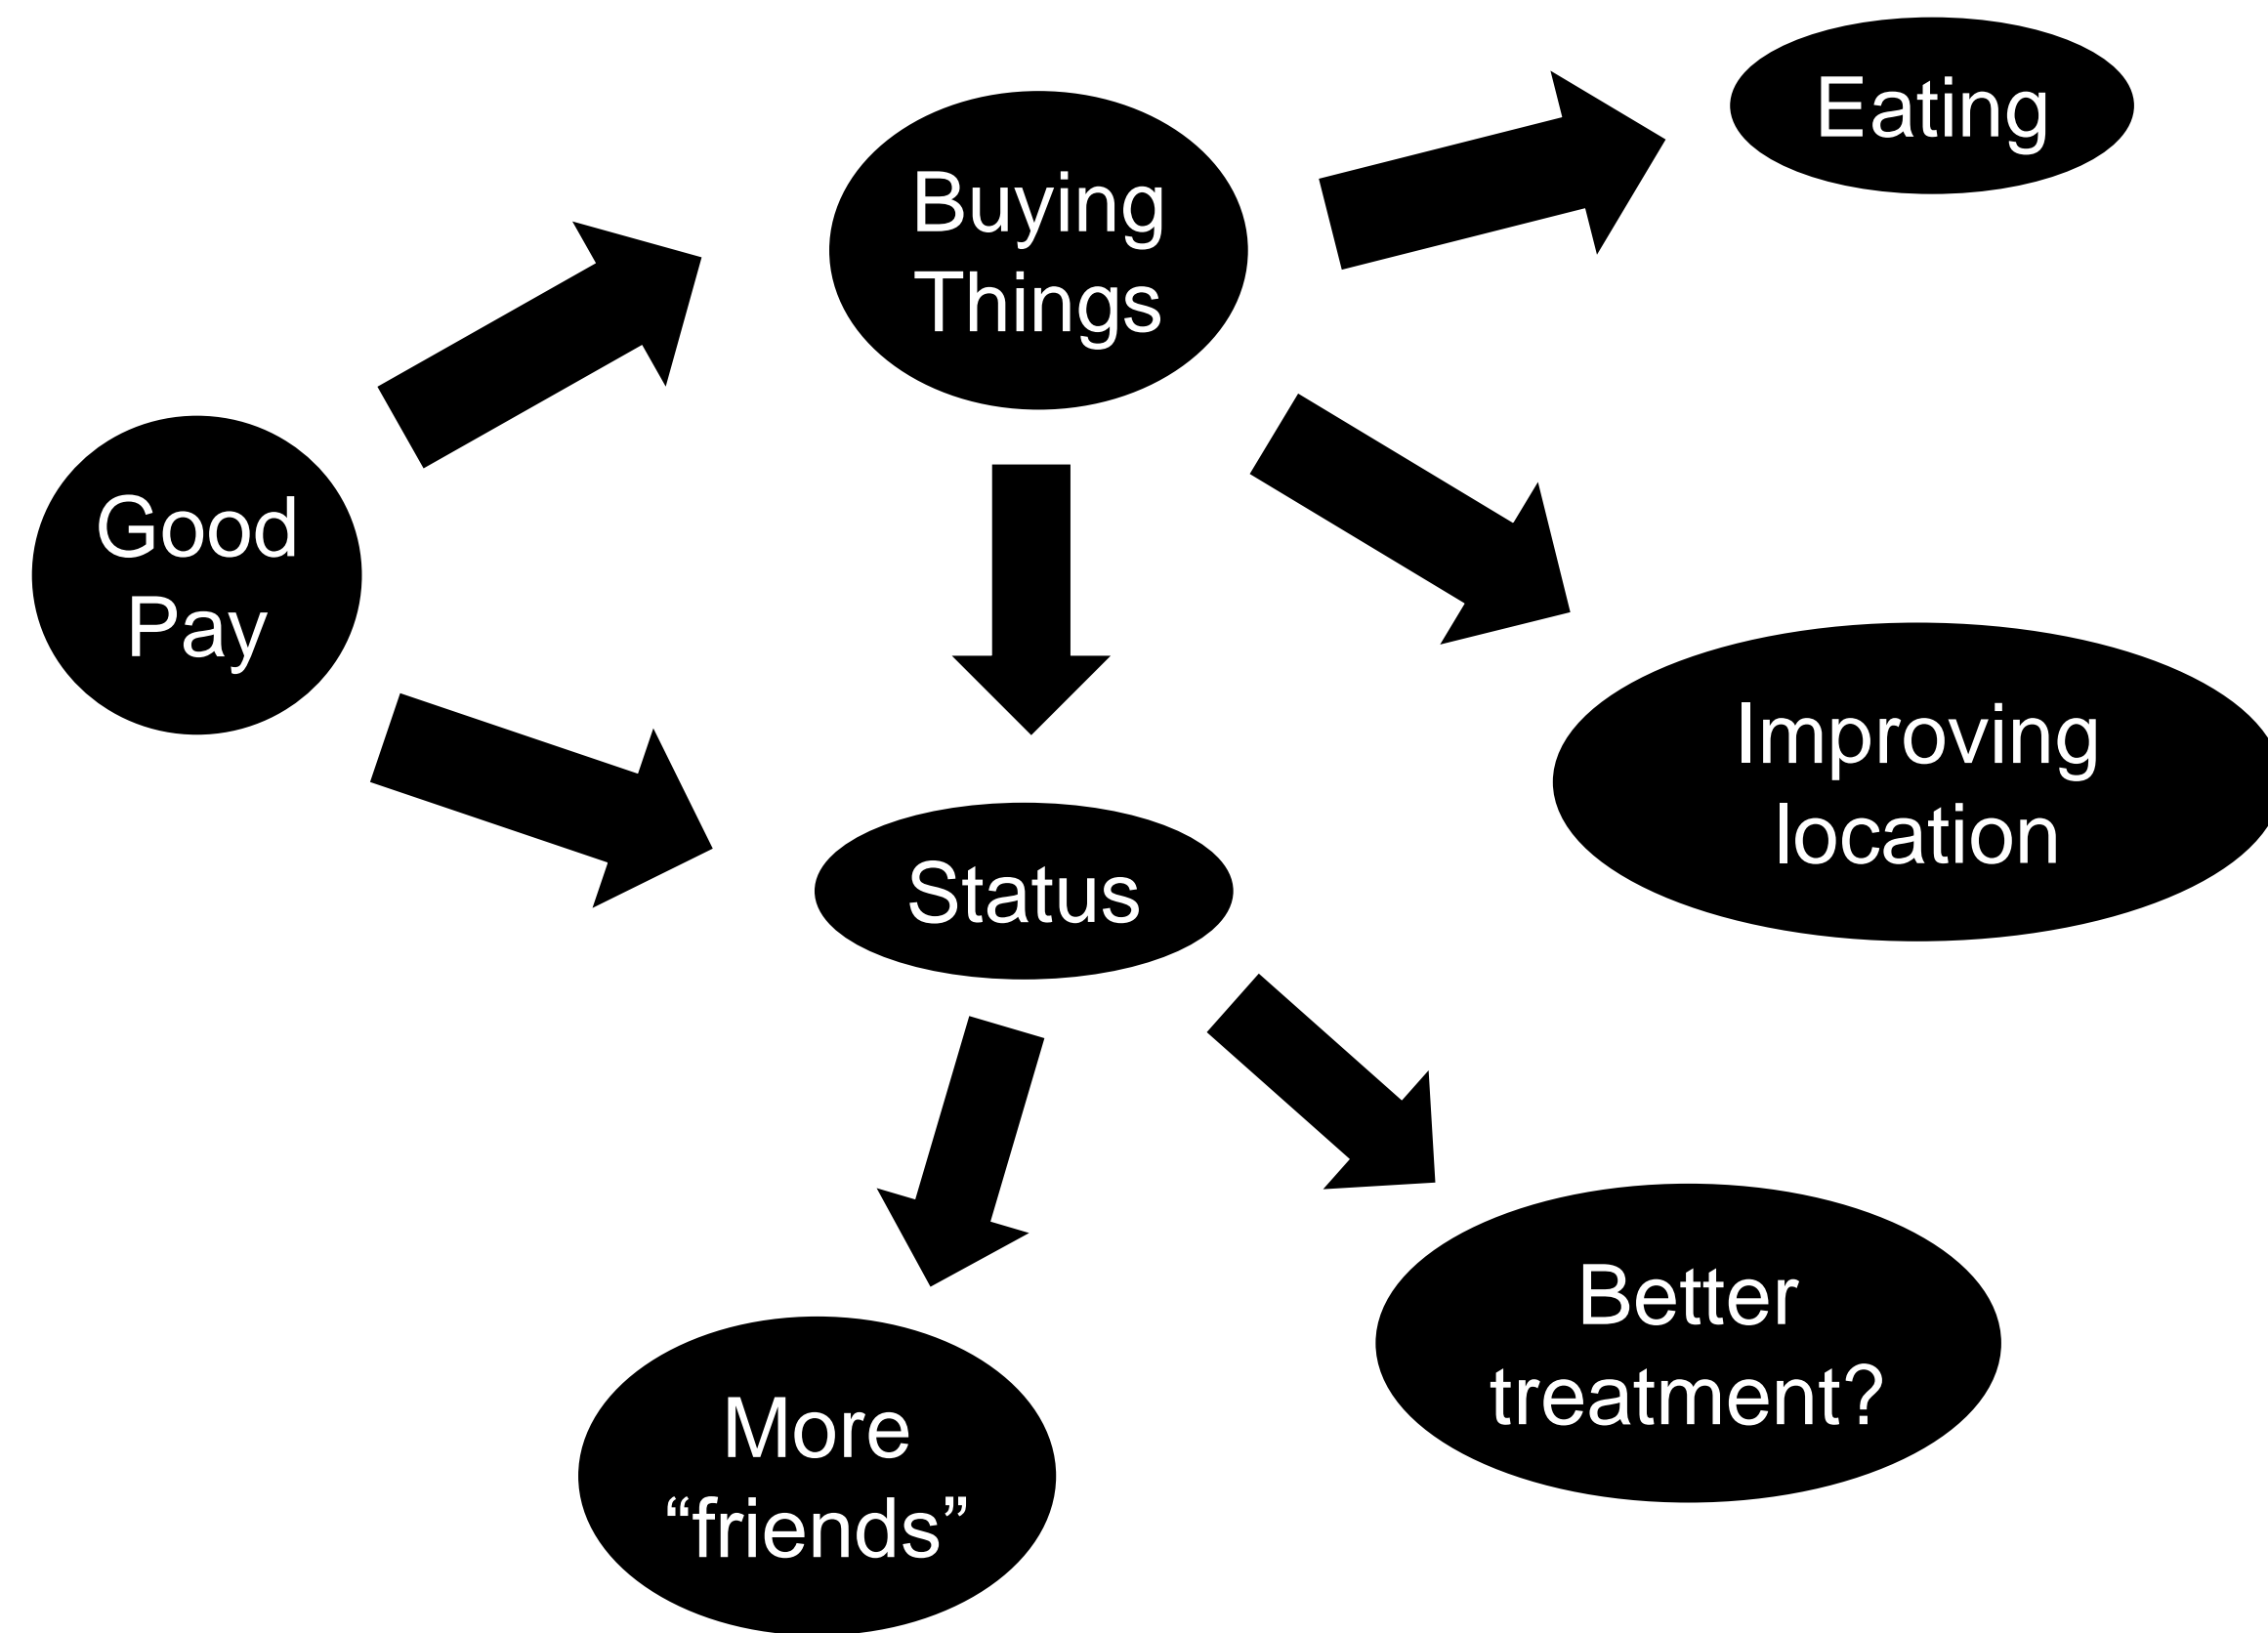 Eating
Buying
Things
Good
Pay
Improving
location
Status
Better
treatment?
More
“friends”